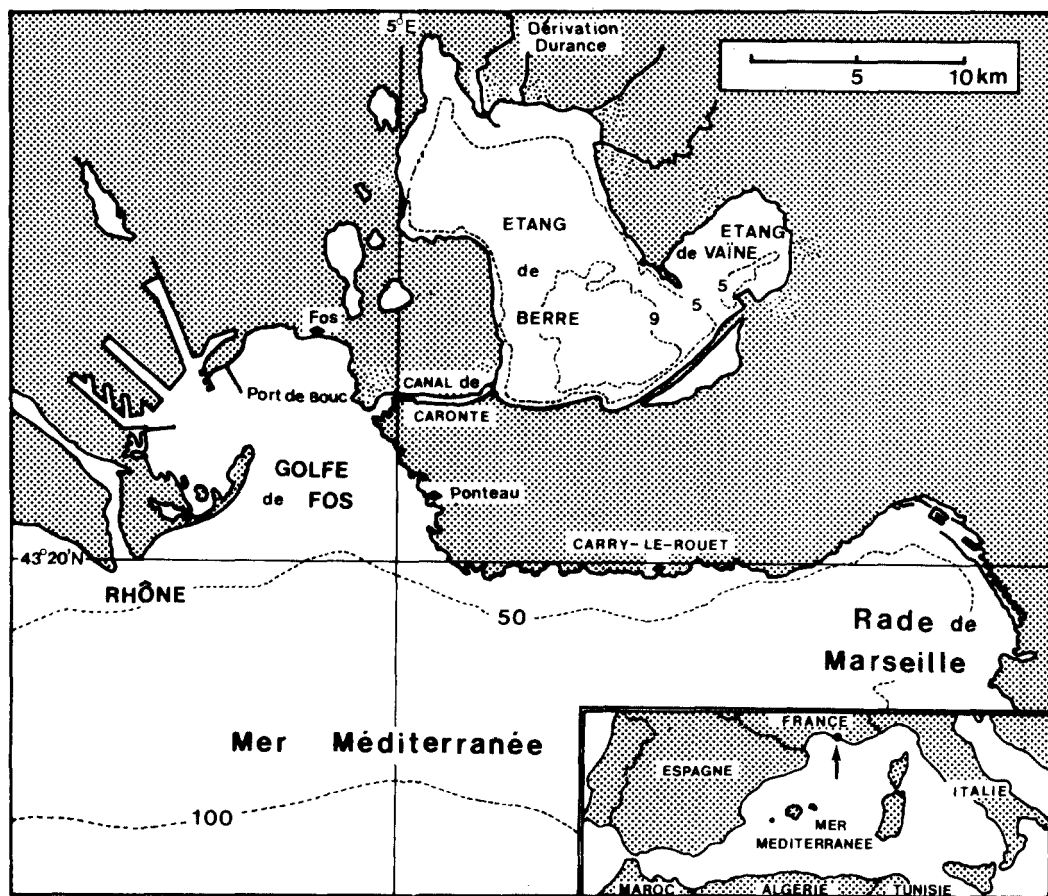 5°E
Dérivation
Durance
5 10 km
ETANG
de
BERRE
ETANG
de VAÏNE
5
5
9
Fos
Port de Bouc
CANAL de
CARONTE
GOLFE
de FOS
Ponteau
43°20'N
CARRY-LE-ROUET
RHÔNE
50
Rade de
Marseille
Mer Méditerranée
100
FRANCE
ESPAGNE
ITALIE
MER
MEDITERRANÉE
MAROC
ALGÉRIE
TUNISIE